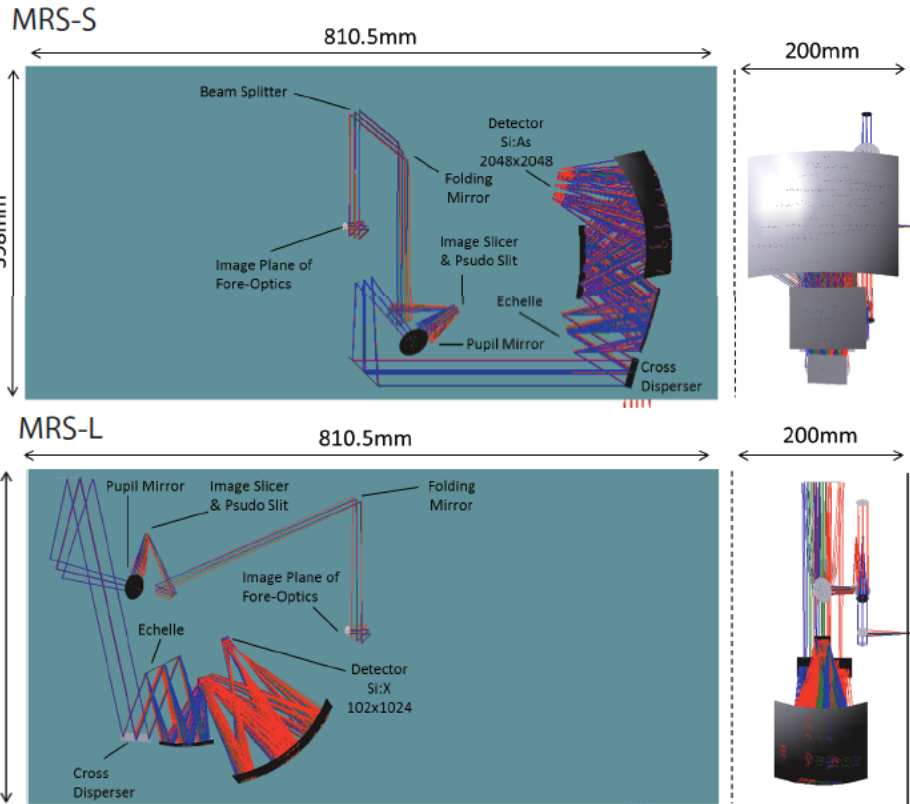 MRS-S
810.5mm
200mm
Beam Splitter
Detector
Si:As
2048x2048
Folding
Mirror
Image Plane of
Fore-Optics
Image Slicer
& Psudo Slit
Echelle
Pupil Mirror
Cross
Disperser
MRS-L
810.5mm
200mm
Pupil Mirror
Image Slicer
& Psudo Slit
Folding
Mirror
Image Plane of
Fore-Optics
Echelle
Detector
Si:X
102x1024
Cross
Disperser